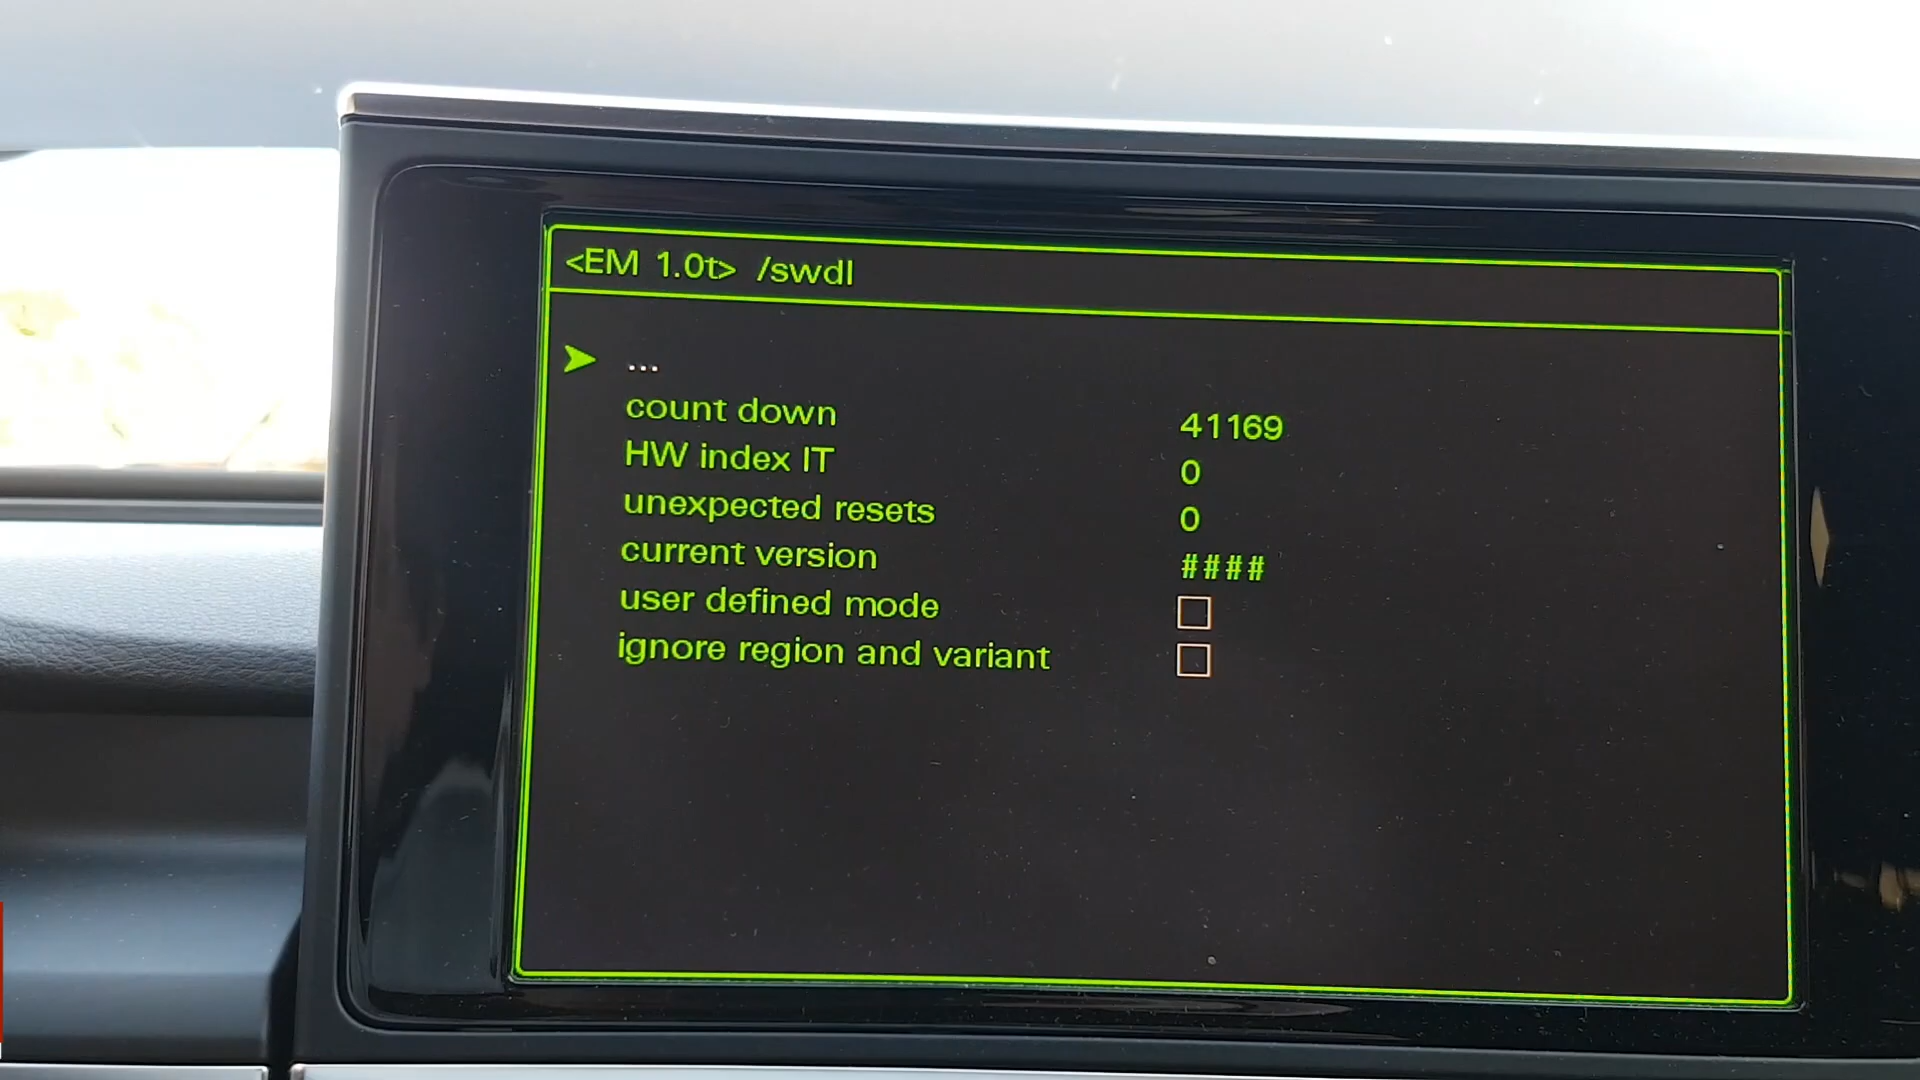 <EM 1.0t> /swdl
...
count down 41169
HW index IT 0
unexpected resets 0
current version ####
user defined mode
ignore region and variant